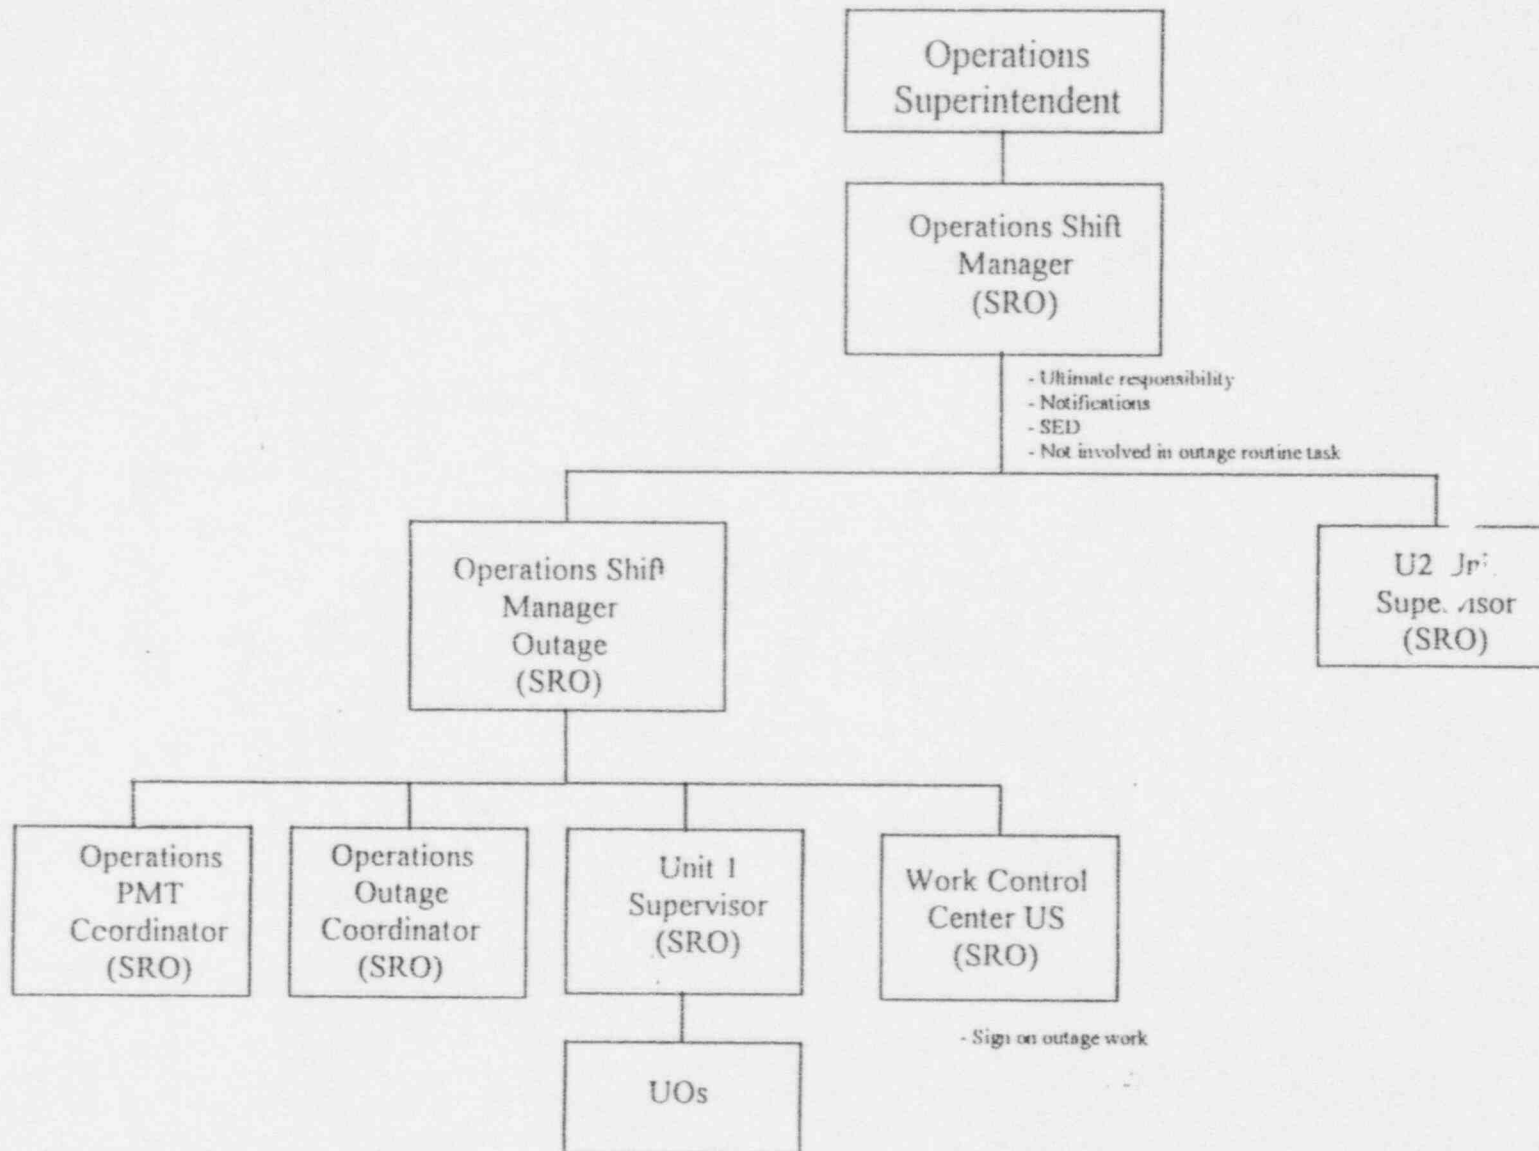 Operations
Superintendent
Operations Shift
Manager
(SRO)
- Ultimate responsibility
- Notifications
- SED
- Not involved in outage routine task
Operations Shift
Manager
Outage
(SRO)
U2
(SRO)
Operations
PMT
Coordinator
(SRO)
Operations
Outage
Coordinator
(SRO)
Unit 1
Supervisor
(SRO)
Work Control
Center US
(SRO)
- Sign on outage work
UOs